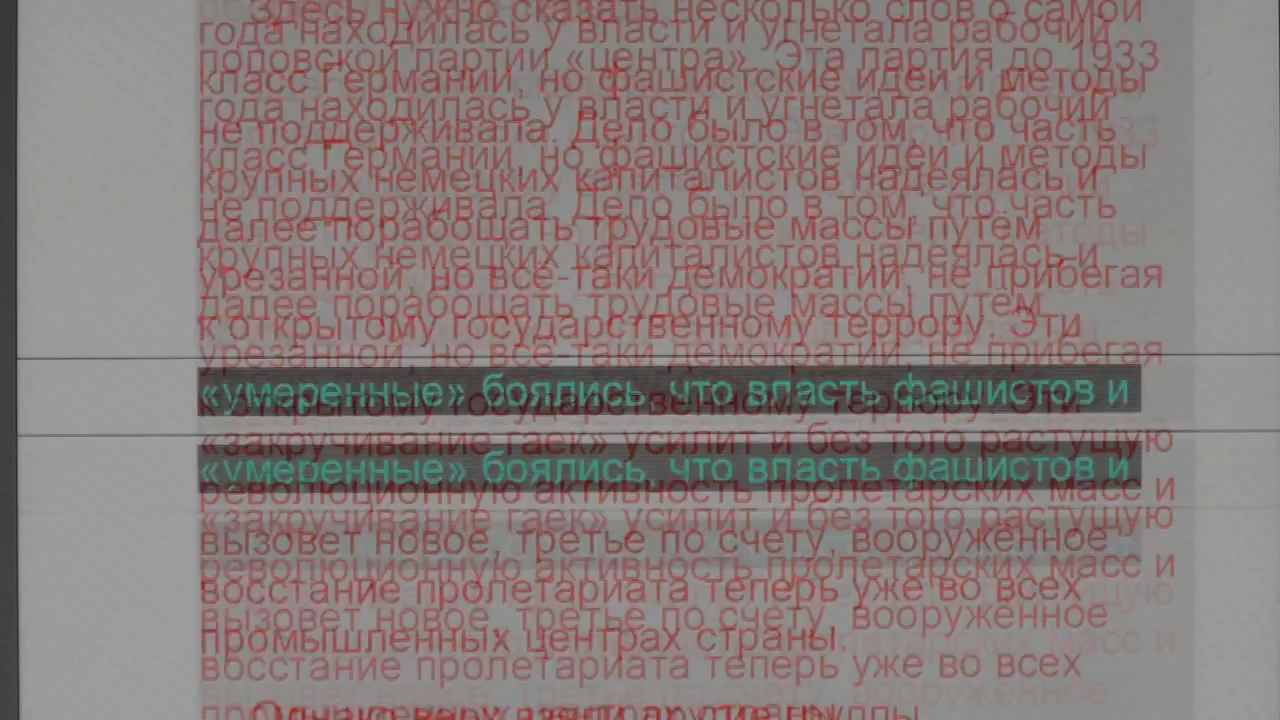 Здесь нужно сказать несколько слов о самой
поповской партии «центра». Эта партия до 1933
года находилась у власти и угнетала рабочий
класс Германии, но фашистские идеи и методы
не поддерживала. Дело было в том, что часть
крупных немецких капиталистов надеялась и
далее порабощать трудовые массы путём
урезанной, но всё-таки демократии, не прибегая
к открытому государственному террору. Эти
«умеренные» боялись, что власть фашистов и
«закручивание гаек» усилит и без того растущую
революционную активность пролетарских масс и
вызовет новое, третье по счету, вооружённое
восстание пролетариата теперь уже во всех
промышленных центрах страны.